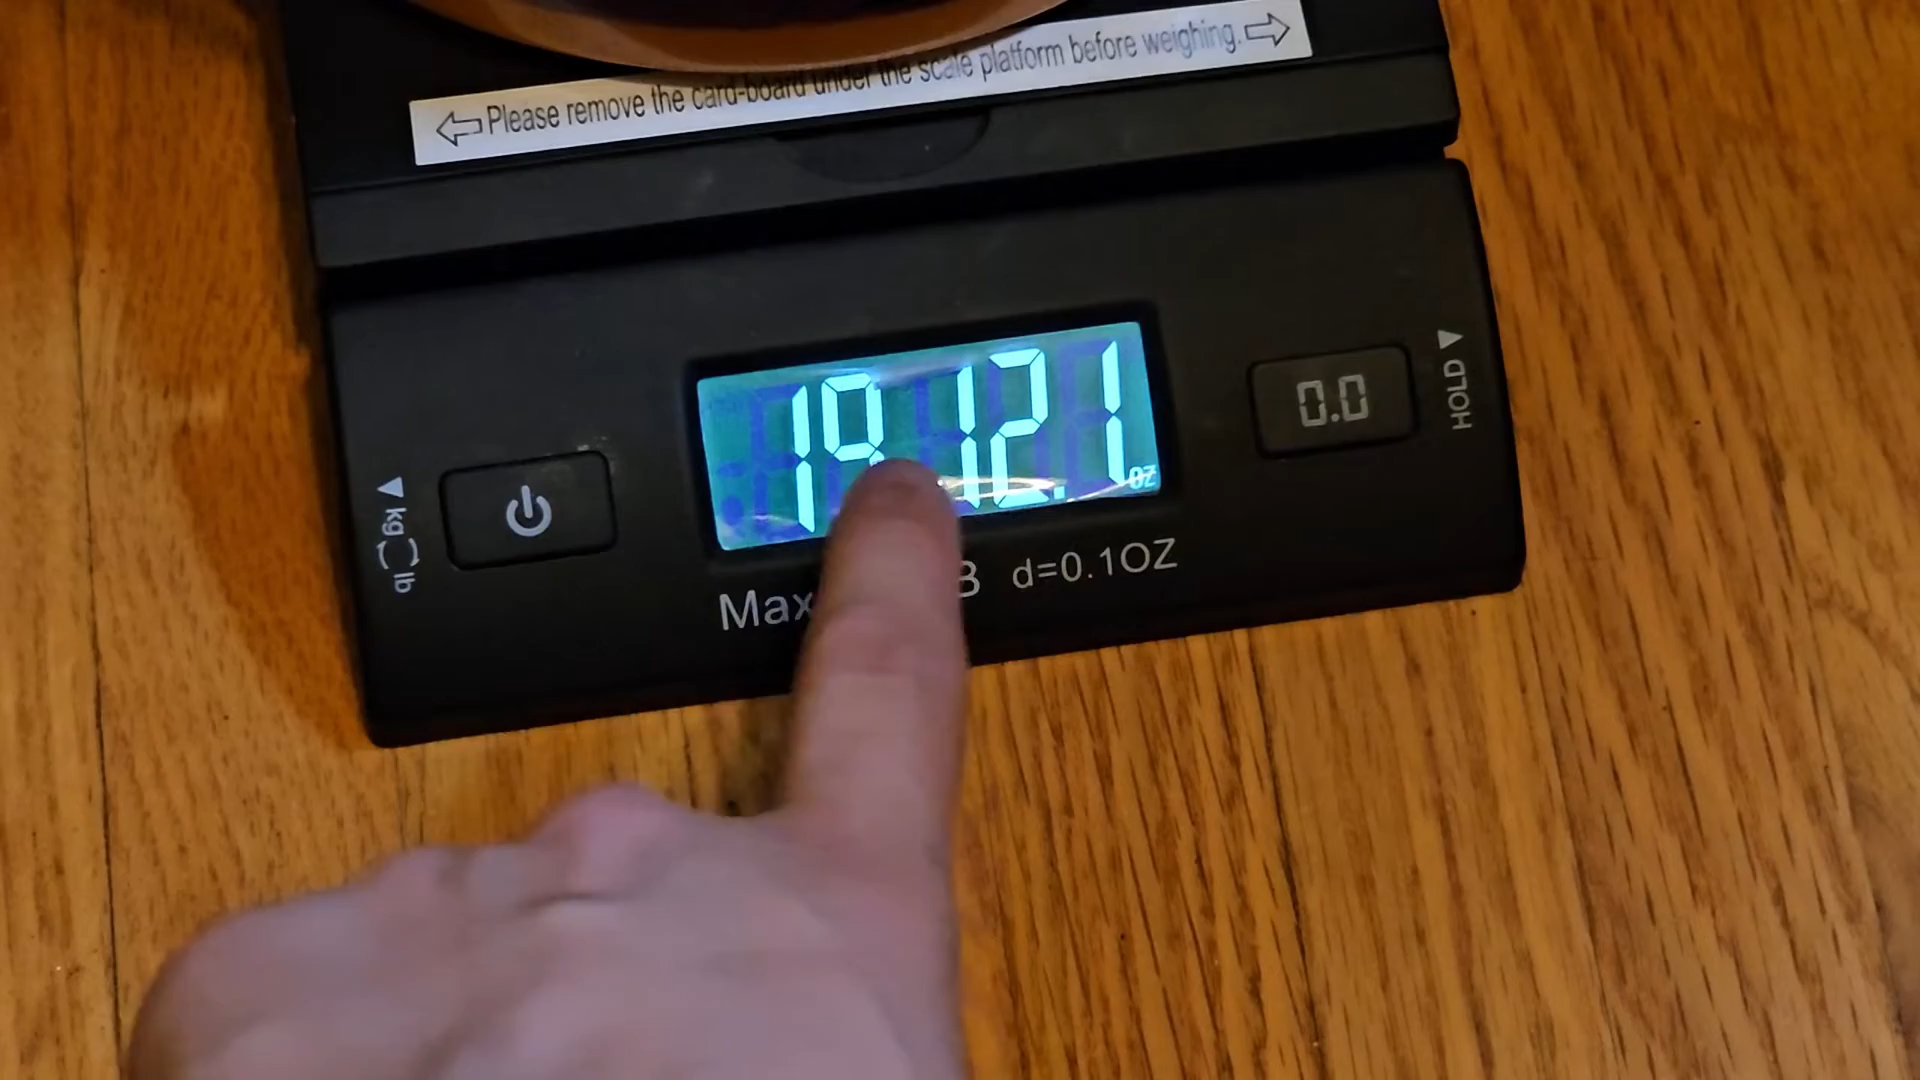 ⇦ Please remove the card-board under the scale platform before weighing. ⇨
19 12.1 oz
0.0
HOLD ▼
▼ kg lb
Max B d=0.1OZ